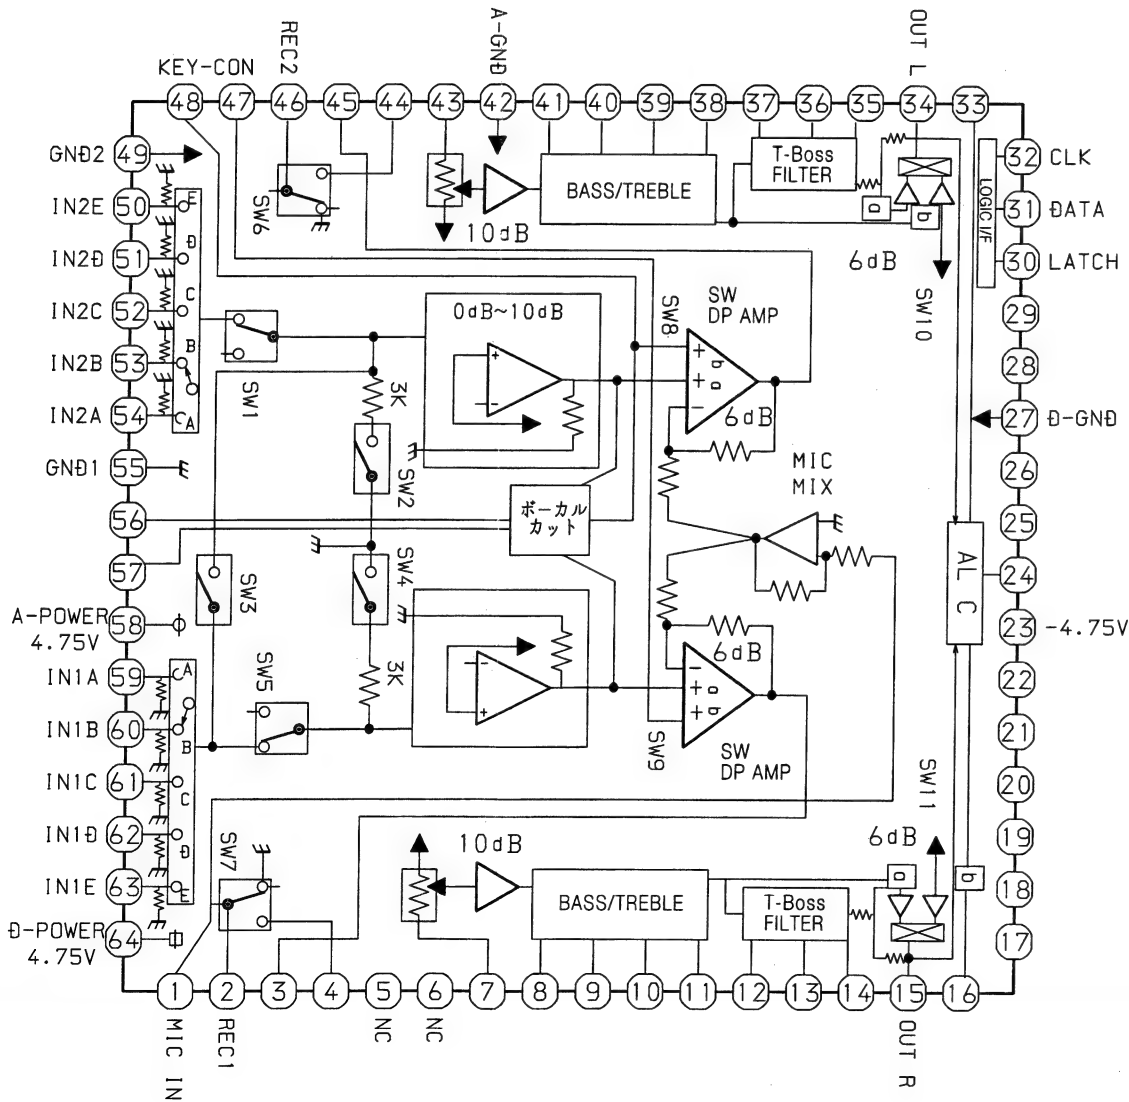 OUT L
A-GND
REC2
KEY-CON
48 47 46 45 44 43 42 41 40 39 38 37 36 35 34 33
49
GND2
50
IN2E
51
IN2D
52
IN2C
53
IN2B
54
IN2A
55
GND1
56
57
58
A-POWER
4.75V
59
IN1A
60
IN1B
61
IN1C
62
IN1D
63
IN1E
64
D-POWER
4.75V
E
D
C
B
A
SW6
10dB
BASS/TREBLE
T-Boss
FILTER
a
b
6dB
SW10
LOGIC I/F
32 CLK
31 DATA
30 LATCH
29
28
27 D-GND
26
25
24
23 -4.75V
22
21
20
19
18
17
SW1
3K
SW2
0dB~10dB
SW8
SW
DP AMP
+
b
+
a
−
6dB
+
−
MIC
MIX
ボーカル
カット
SW3
SW4
3K
SW5
AL C
−
+
6dB
−
a
+
b
+
SW9
SW
DP AMP
SW11
A
B
C
D
E
SW7
10dB
BASS/TREBLE
T-Boss
FILTER
6dB
a
b
1 2 3 4 5 6 7 8 9 10 11 12 13 14 15 16
MIC IN
REC1
NC
NC
OUT R